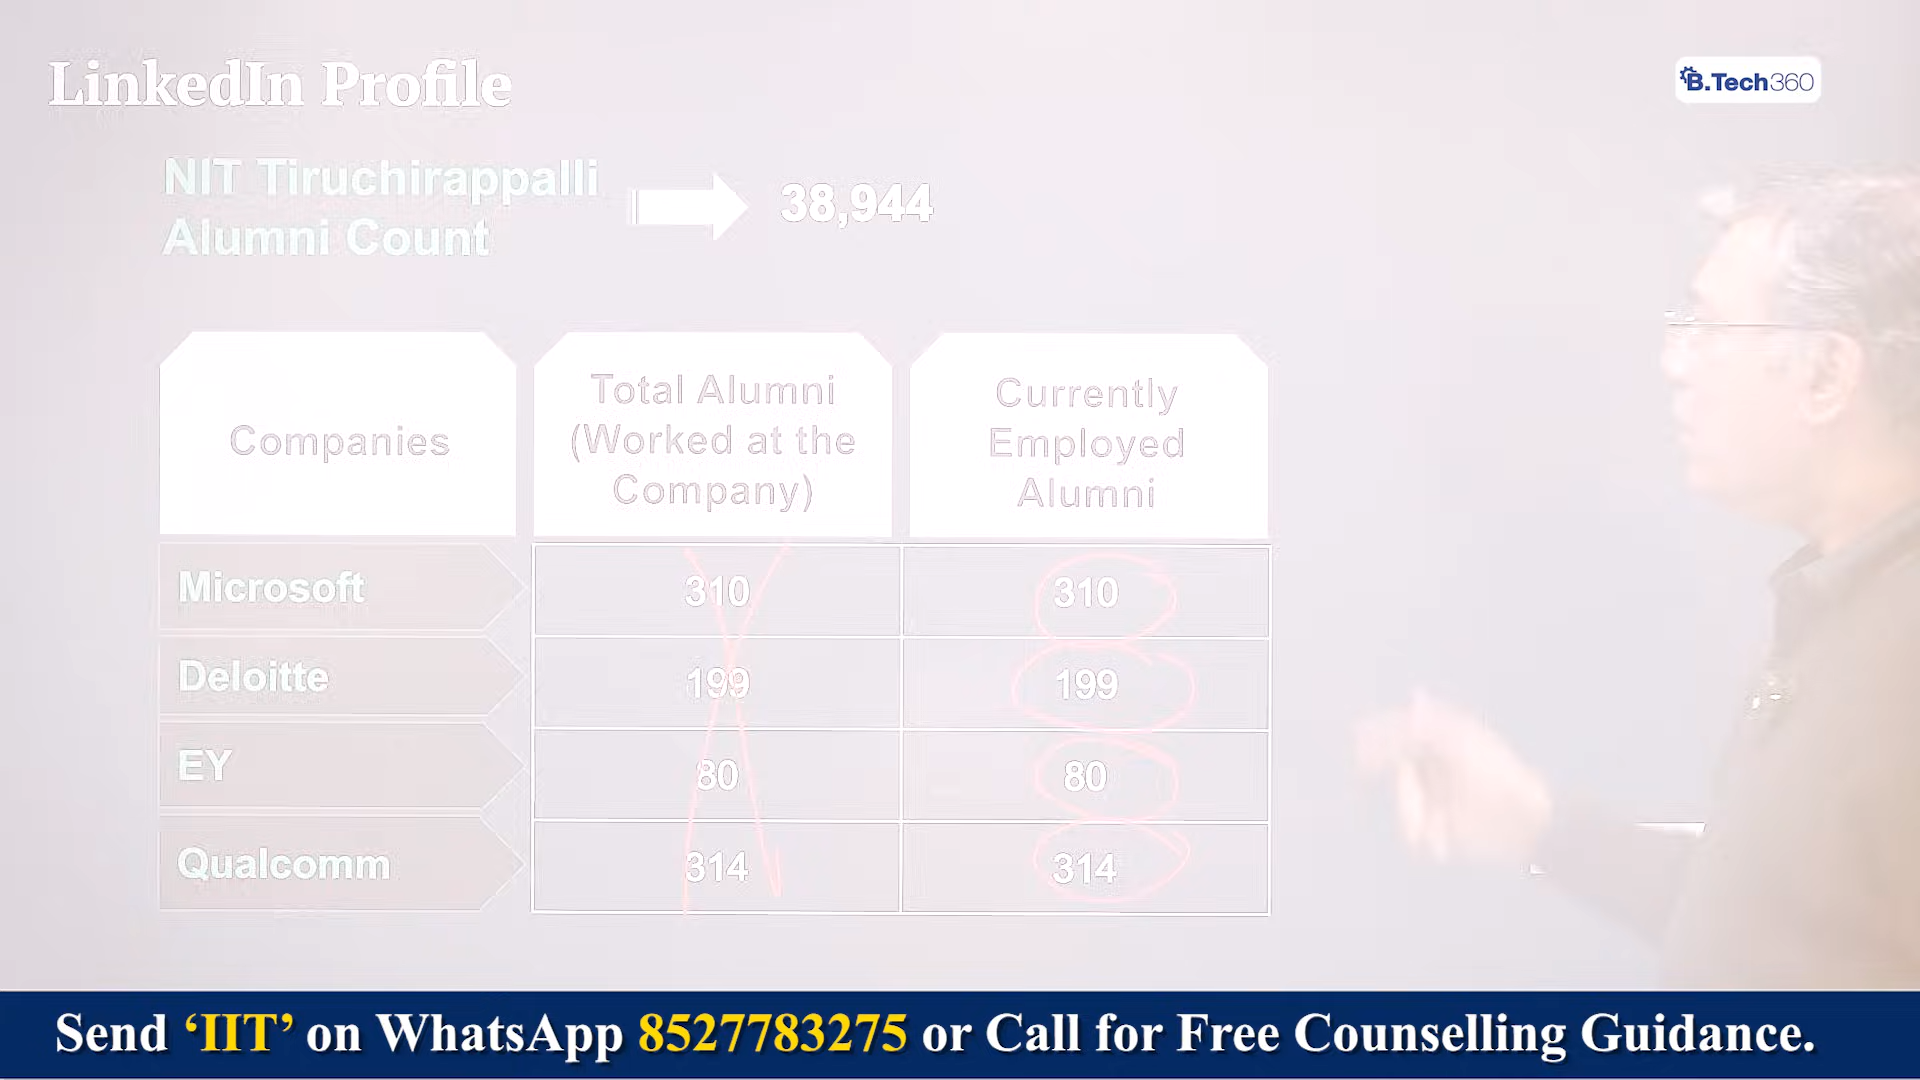 LinkedIn Profile
B.Tech360
NIT Tiruchirappalli
Alumni Count
38,944
Companies
Total Alumni
(Worked at the
Company)
Currently
Employed
Alumni
Microsoft
310
310
Deloitte
199
199
EY
80
80
Qualcomm
314
314
Send ‘IIT’ on WhatsApp 8527783275 or Call for Free Counselling Guidance.